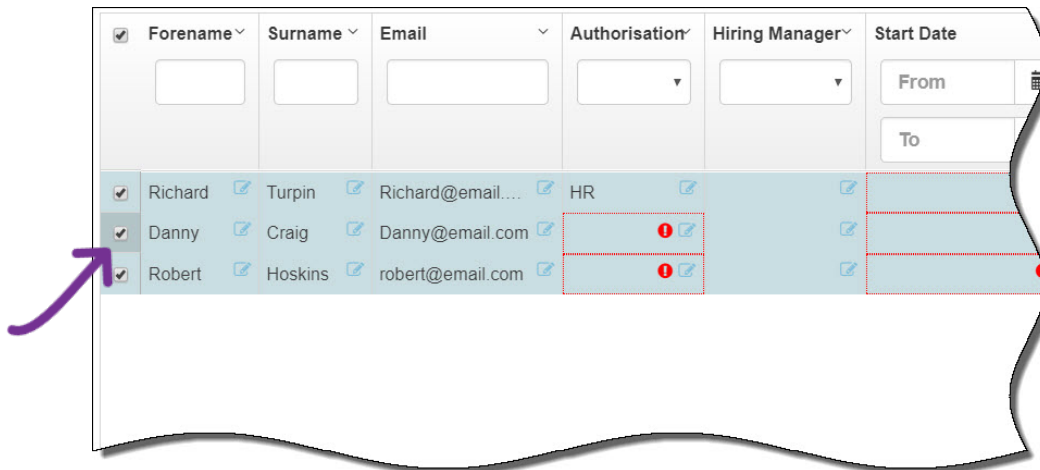 Forename Surname Email Authorisation Hiring Manager Start Date
From
To
Richard Turpin Richard@email.... HR
Danny Craig Danny@email.com
Robert Hoskins robert@email.com